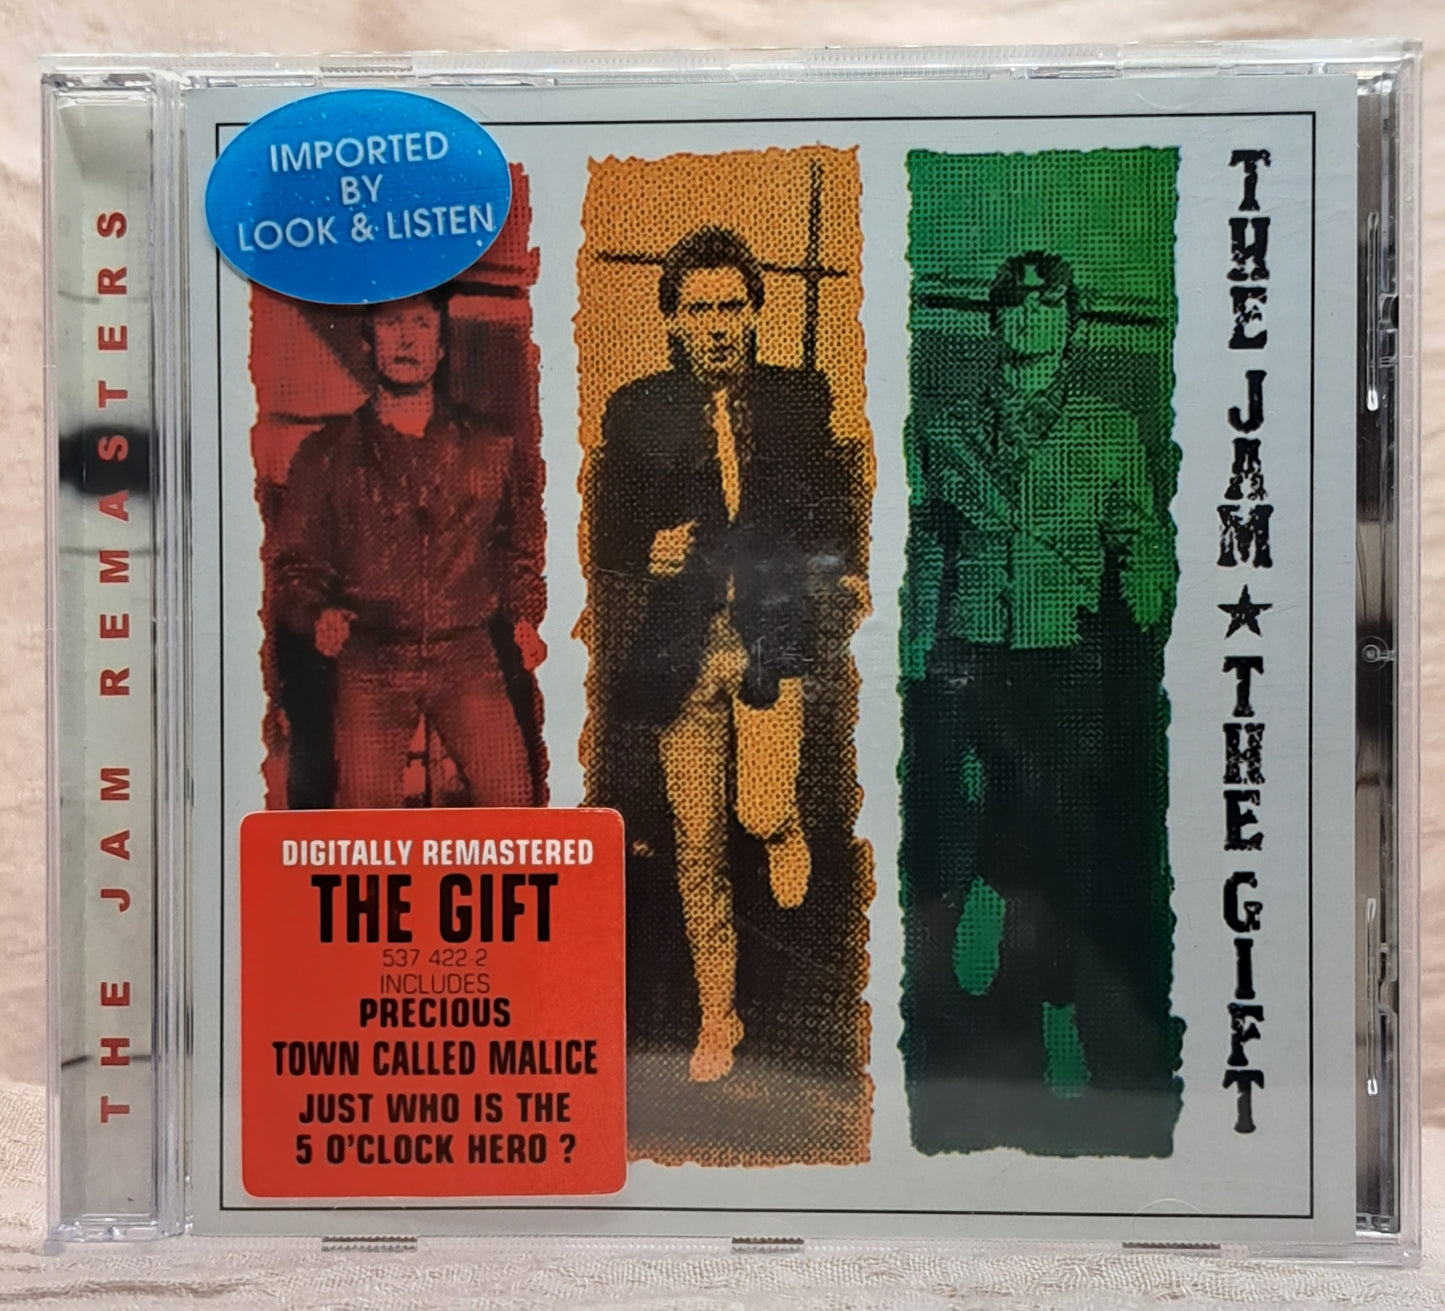 THE JAM REMASTERS
IMPORTED
BY
LOOK & LISTEN
THE JAM ★ THE GIFT
DIGITALLY REMASTERED
THE GIFT
537 422-2
INCLUDES
PRECIOUS
TOWN CALLED MALICE
JUST WHO IS THE
5 O'CLOCK HERO ?